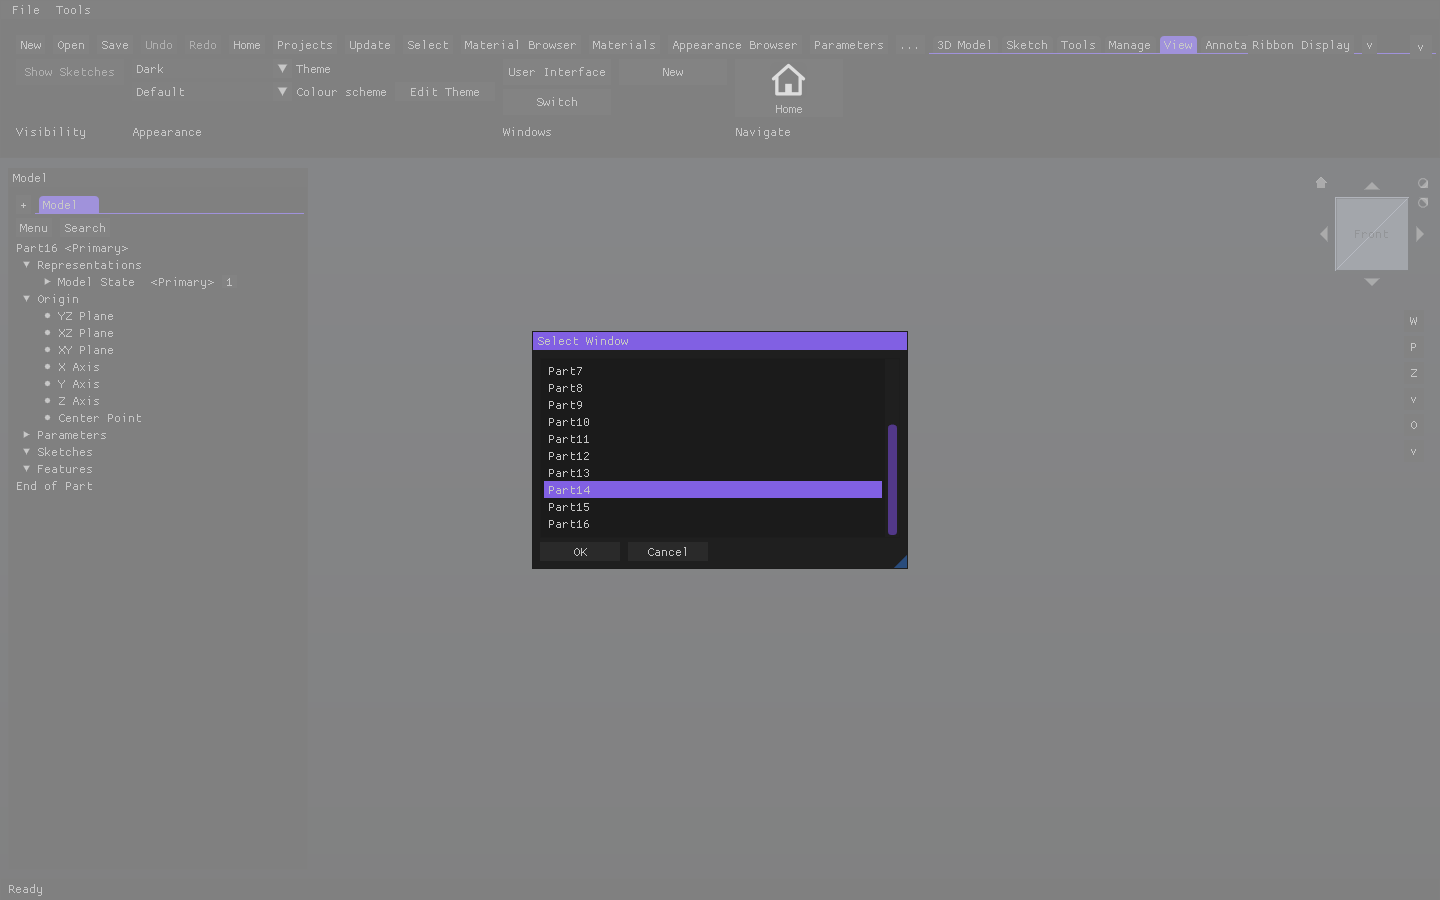 File Tools
New Open Save Undo Redo Home Projects Update Select Material Browser Materials Appearance Browser Parameters ... 3D Model Sketch Tools Manage View Annota Ribbon Display v v
Show Sketches Dark Theme User Interface New
Default Colour scheme Edit Theme Switch
Home
Visibility Appearance Windows Navigate
Model
+ Model
Menu Search
Part16 <Primary>
Representations
Model State <Primary> 1
Origin
YZ Plane
XZ Plane
XY Plane
X Axis
Y Axis
Z Axis
Center Point
Parameters
Sketches
Features
End of Part
Select Window
Part7
Part8
Part9
Part10
Part11
Part12
Part13
Part14
Part15
Part16
OK Cancel
Front
W
P
Z
v
O
v
Ready